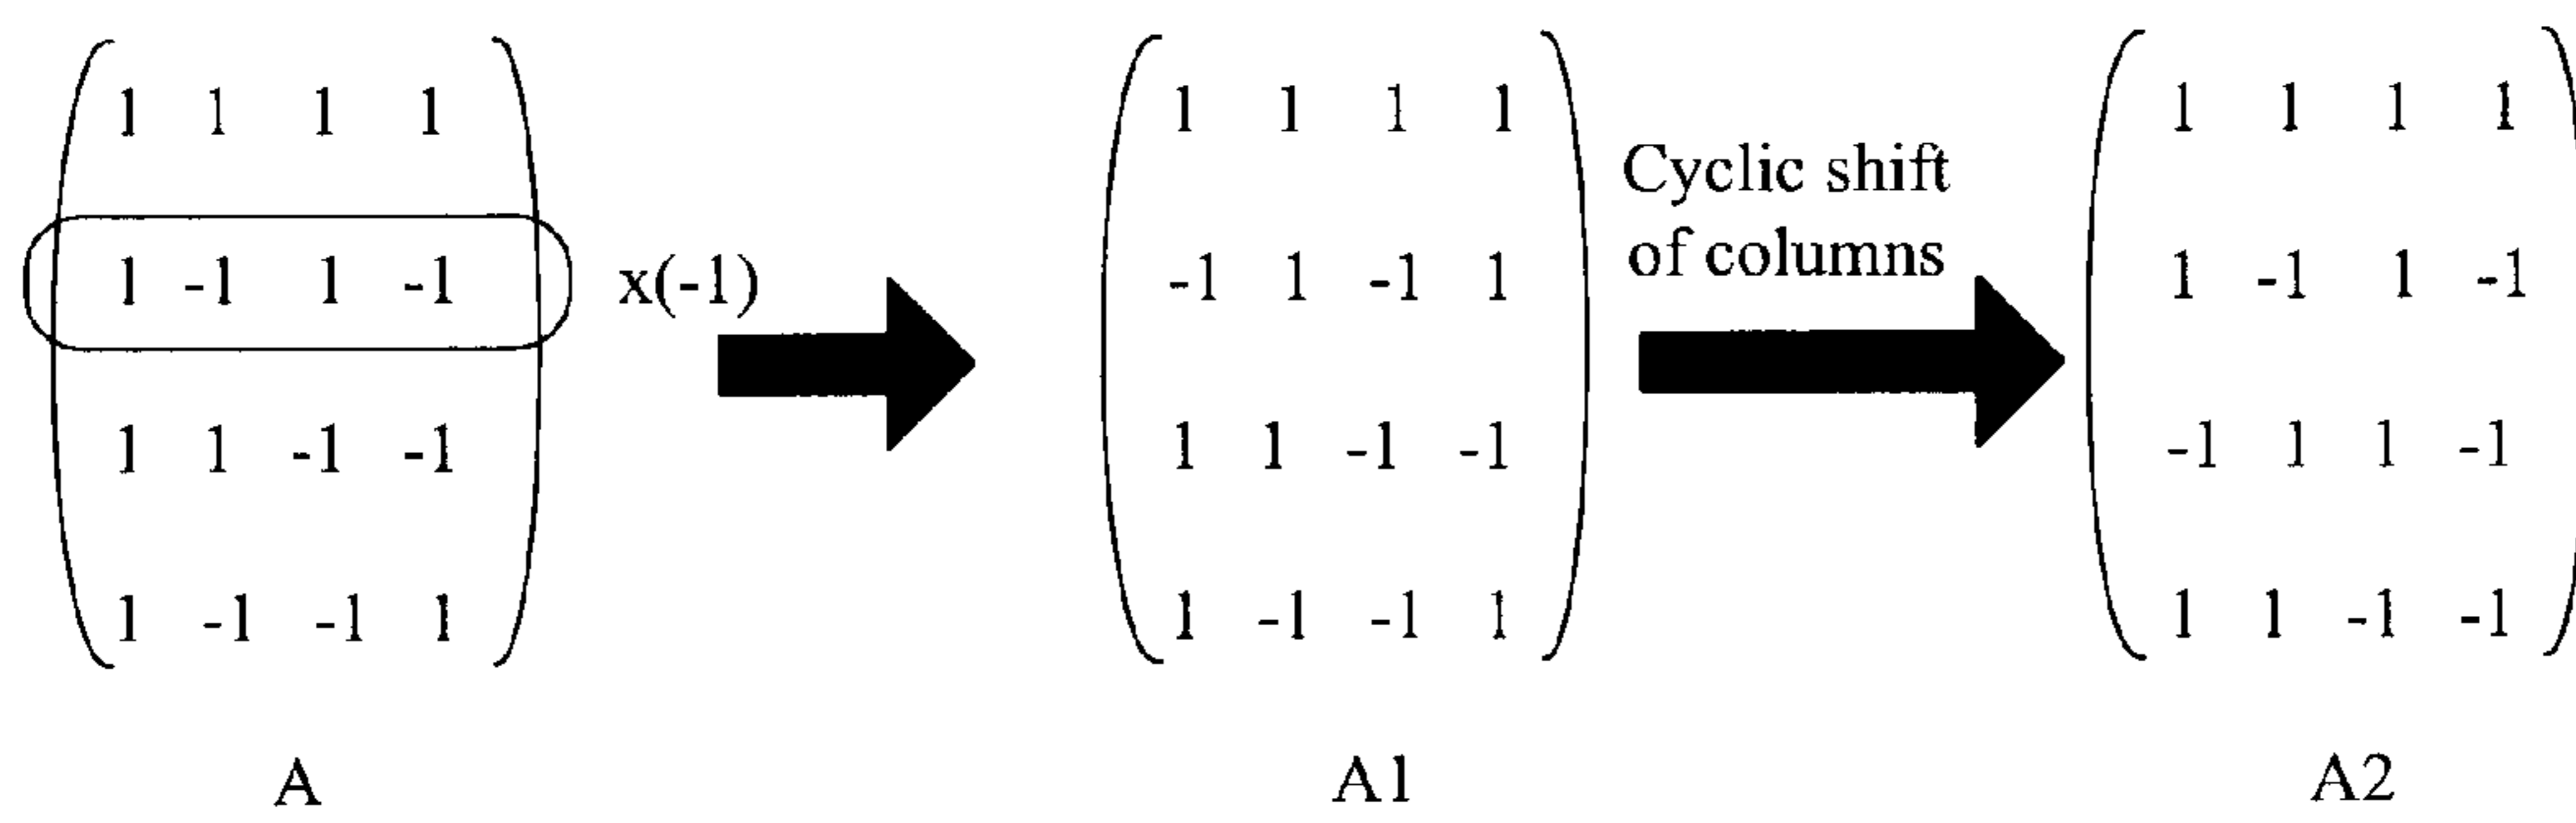 1 1 1 1
1 -1 1 -1
1 1 -1 -1
1 -1 -1 1
A
x(-1)
1 1 1 1
-1 1 -1 1
1 1 -1 -1
1 -1 -1 1
A1
Cyclic shift
of columns
1 1 1 1
1 -1 1 -1
-1 1 1 -1
1 1 -1 -1
A2